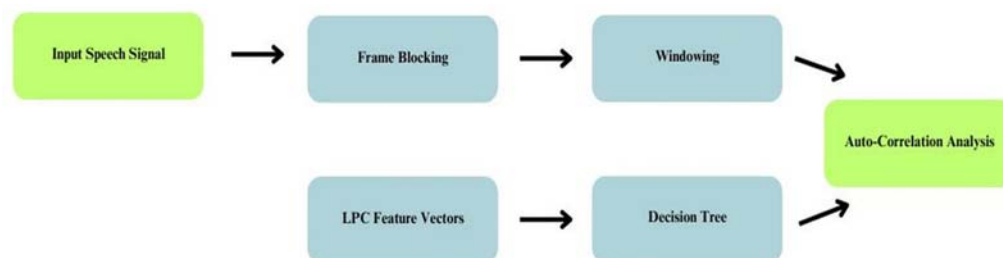 Input Speech Signal
Frame Blocking
Windowing
Auto-Correlation Analysis
LPC Feature Vectors
Decision Tree